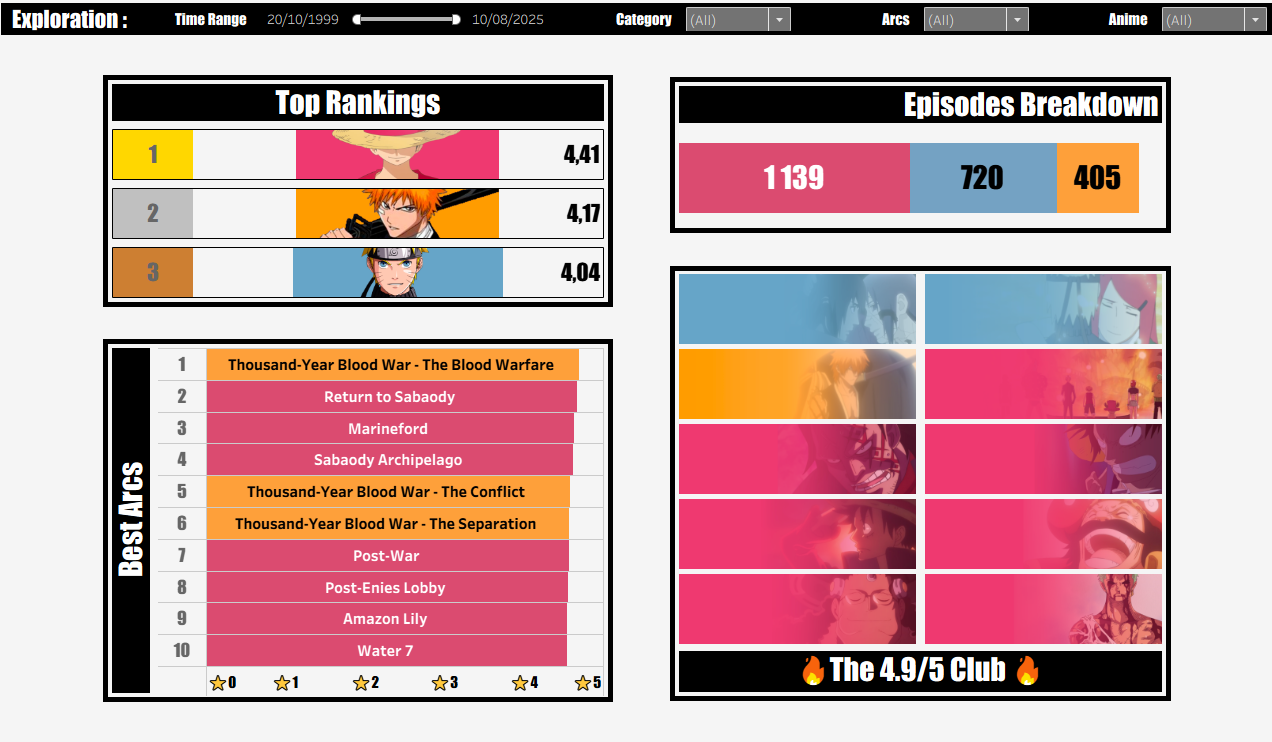 Exploration :
Time Range 20/10/1999 10/08/2025 Category (All) Arcs (All) Anime (All)
Top Rankings
1 4,41
2 4,17
3 4,04
Episodes Breakdown
1 139 720 405
Best Arcs
1 Thousand-Year Blood War - The Blood Warfare
2 Return to Sabaody
3 Marineford
4 Sabaody Archipelago
5 Thousand-Year Blood War - The Conflict
6 Thousand-Year Blood War - The Separation
7 Post-War
8 Post-Enies Lobby
9 Amazon Lily
10 Water 7
⭐0 ⭐1 ⭐2 ⭐3 ⭐4 ⭐5
🔥The 4.9/5 Club 🔥